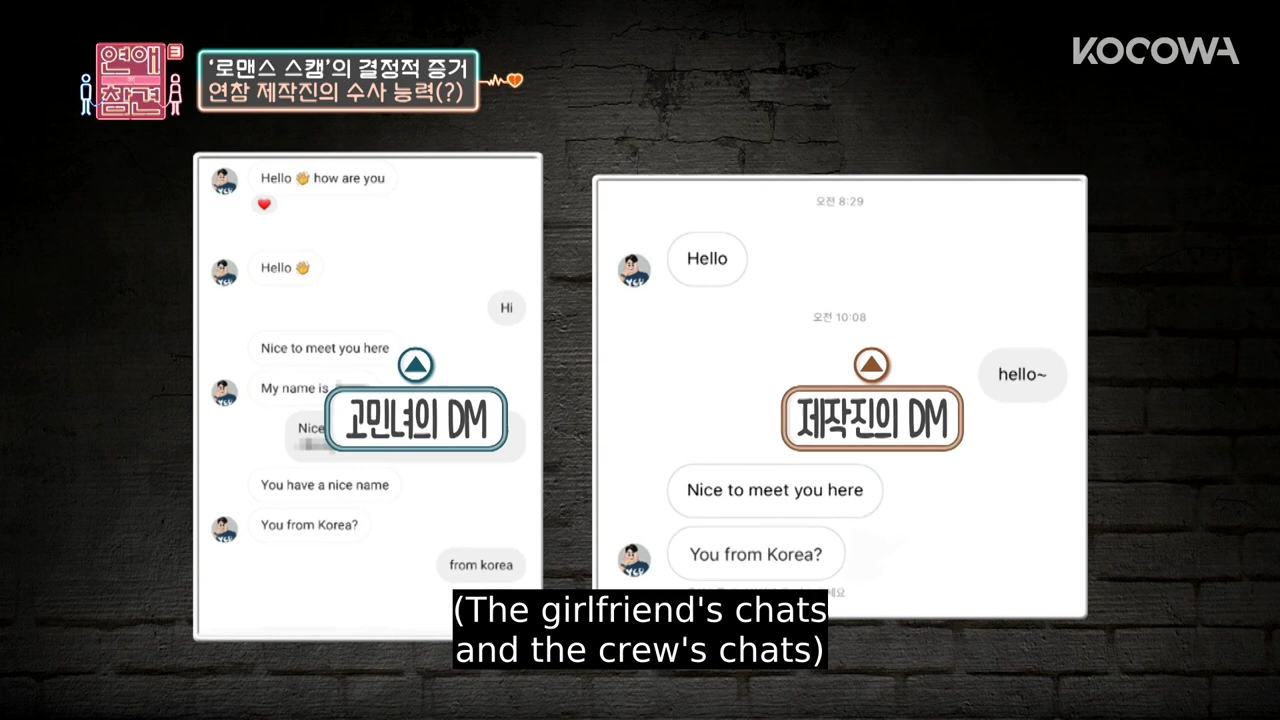 연애
의
참견
3
‘로맨스 스캠’의 결정적 증거
연참 제작진의 수사 능력(?)
KOCOWA
Hello 👋 how are you
❤️
Hello 👋
Hi
Nice to meet you here
My name is
Nice
You have a nice name
You from Korea?
from korea
고민녀의 DM
오전 8:29
Hello
오전 10:08
hello~
제작진의 DM
Nice to meet you here
You from Korea?
(The girlfriend's chats
and the crew's chats)